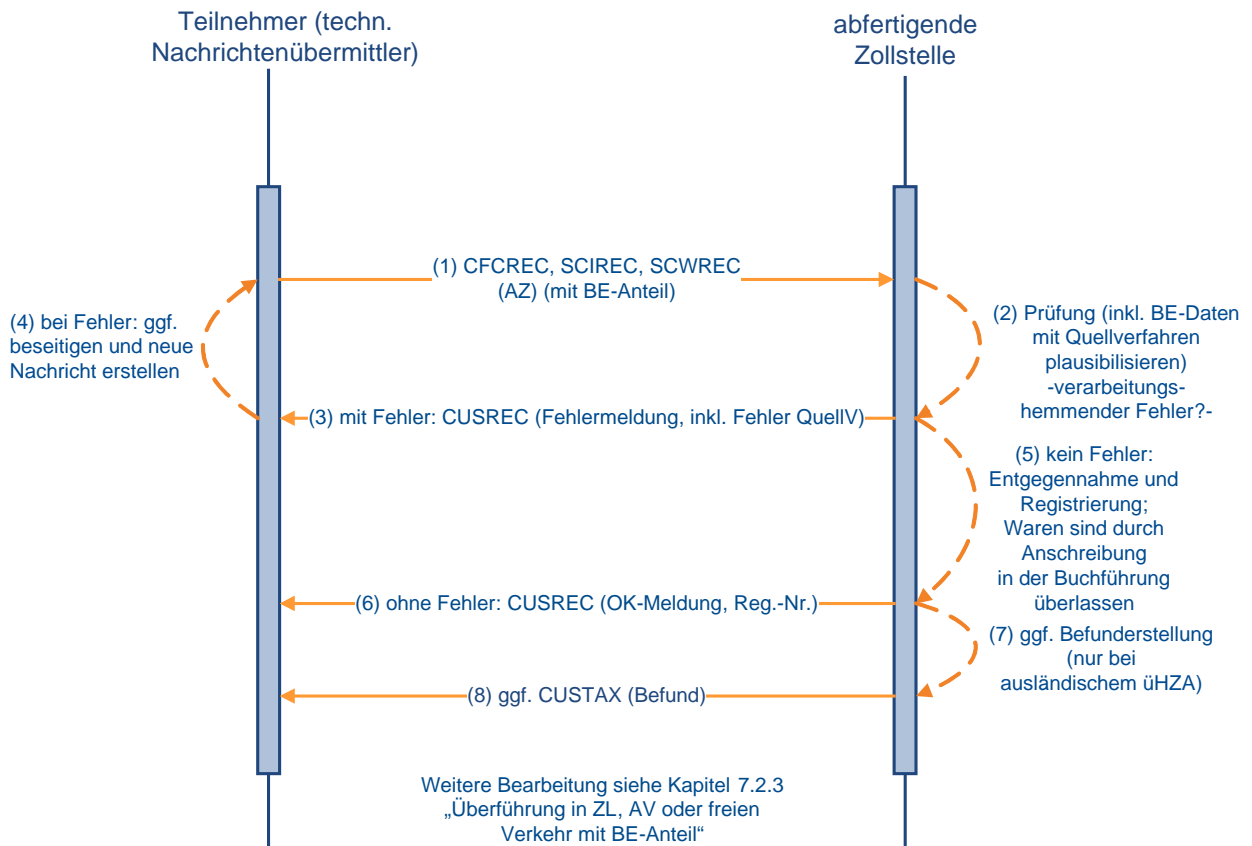 Teilnehmer (techn.
Nachrichtenübermittler)
abfertigende
Zollstelle
(1) CFCREC, SCIREC, SCWREC
(AZ) (mit BE-Anteil)
(2) Prüfung (inkl. BE-Daten
mit Quellverfahren
plausibilisieren)
-verarbeitungs-
hemmender Fehler?-
(4) bei Fehler: ggf.
beseitigen und neue
Nachricht erstellen
(3) mit Fehler: CUSREC (Fehlermeldung, inkl. Fehler QuellV)
(5) kein Fehler:
Entgegennahme und
Registrierung;
Waren sind durch
Anschreibung
in der Buchführung
überlassen
(6) ohne Fehler: CUSREC (OK-Meldung, Reg.-Nr.)
(7) ggf. Befunderstellung
(nur bei
ausländischem üHZA)
(8) ggf. CUSTAX (Befund)
Weitere Bearbeitung siehe Kapitel 7.2.3
„Überführung in ZL, AV oder freien
Verkehr mit BE-Anteil“